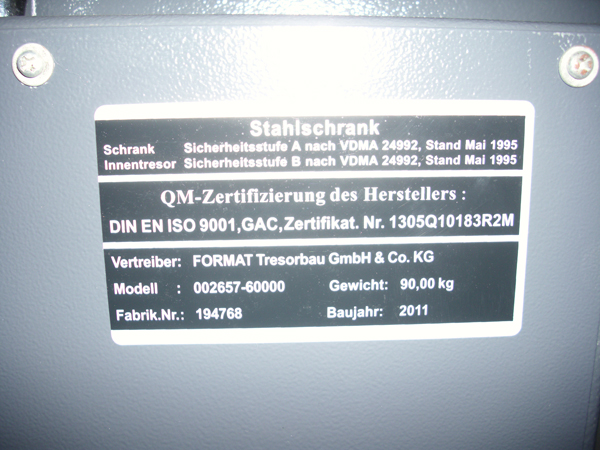 Stahlschrank
Schrank Sicherheitsstufe A nach VDMA 24992, Stand Mai 1995
Innentresor Sicherheitsstufe B nach VDMA 24992, Stand Mai 1995
QM-Zertifizierung des Herstellers :
DIN EN ISO 9001,GAC,Zertifikat. Nr. 1305Q10183R2M
Vertreiber: FORMAT Tresorbau GmbH & Co. KG
Modell : 002657-60000 Gewicht: 90,00 kg
Fabrik.Nr.: 194768 Baujahr: 2011